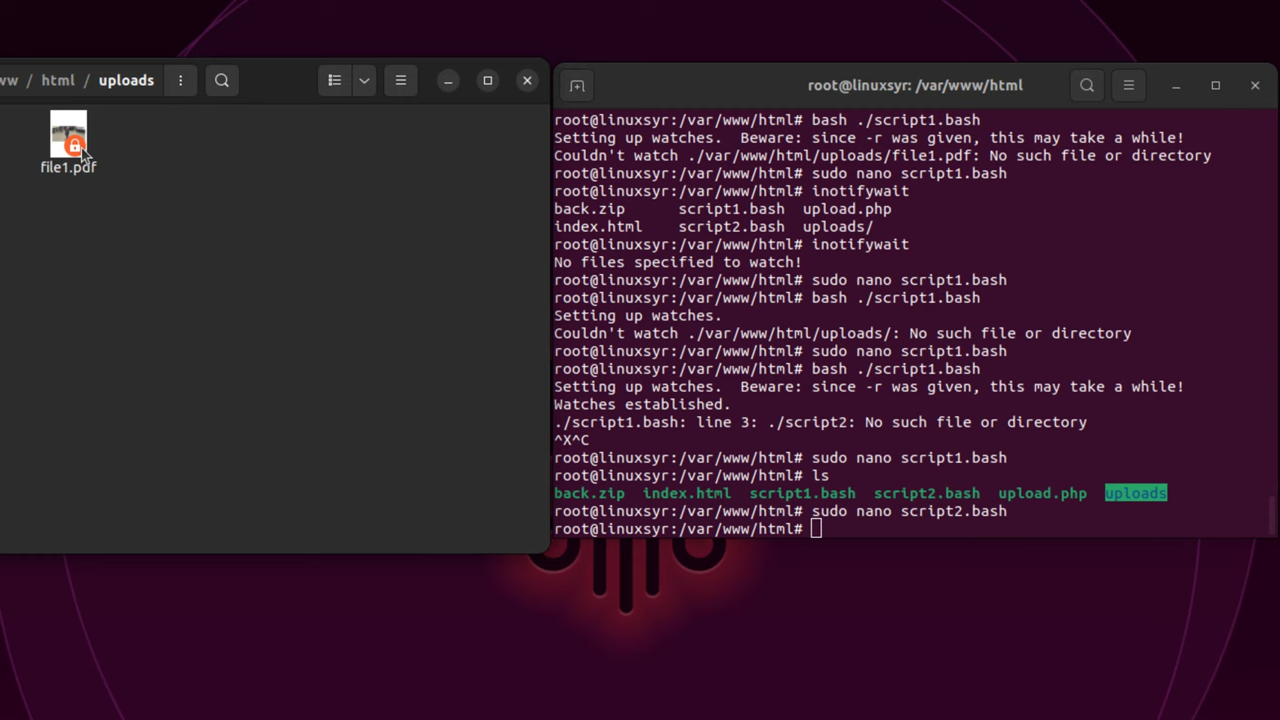 ww / html / uploads
file1.pdf
root@linuxsyr: /var/www/html
root@linuxsyr:/var/www/html# bash ./script1.bash
Setting up watches.  Beware: since -r was given, this may take a while!
Couldn't watch ./var/www/html/uploads/file1.pdf: No such file or directory
root@linuxsyr:/var/www/html# sudo nano script1.bash
root@linuxsyr:/var/www/html# inotifywait
back.zip      script1.bash  upload.php
index.html    script2.bash  uploads/
root@linuxsyr:/var/www/html# inotifywait
No files specified to watch!
root@linuxsyr:/var/www/html# sudo nano script1.bash
root@linuxsyr:/var/www/html# bash ./script1.bash
Setting up watches.
Couldn't watch ./var/www/html/uploads/: No such file or directory
root@linuxsyr:/var/www/html# sudo nano script1.bash
root@linuxsyr:/var/www/html# bash ./script1.bash
Setting up watches.  Beware: since -r was given, this may take a while!
Watches established.
./script1.bash: line 3: ./script2: No such file or directory
^X^C
root@linuxsyr:/var/www/html# sudo nano script1.bash
root@linuxsyr:/var/www/html# ls
back.zip  index.html  script1.bash  script2.bash  upload.php  uploads
root@linuxsyr:/var/www/html# sudo nano script2.bash
root@linuxsyr:/var/www/html#